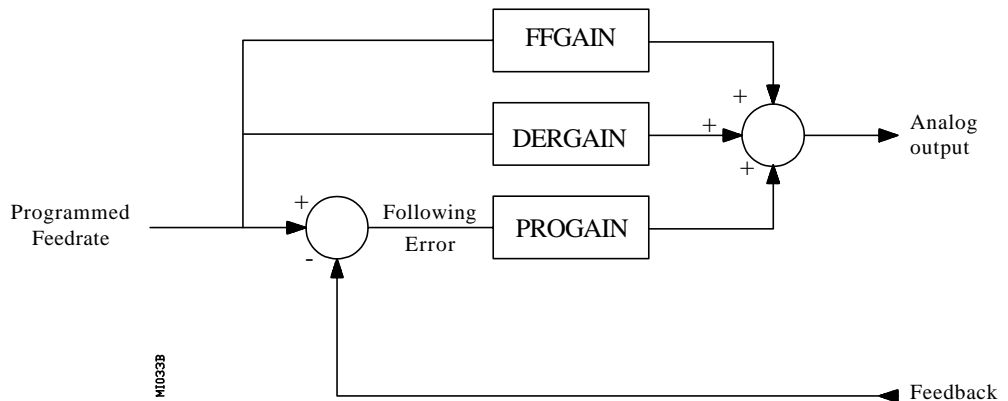 FFGAIN
+
DERGAIN
+
Analog
output
+
Programmed
Feedrate
+
Following
Error
PROGAIN
-
MI033B
Feedback